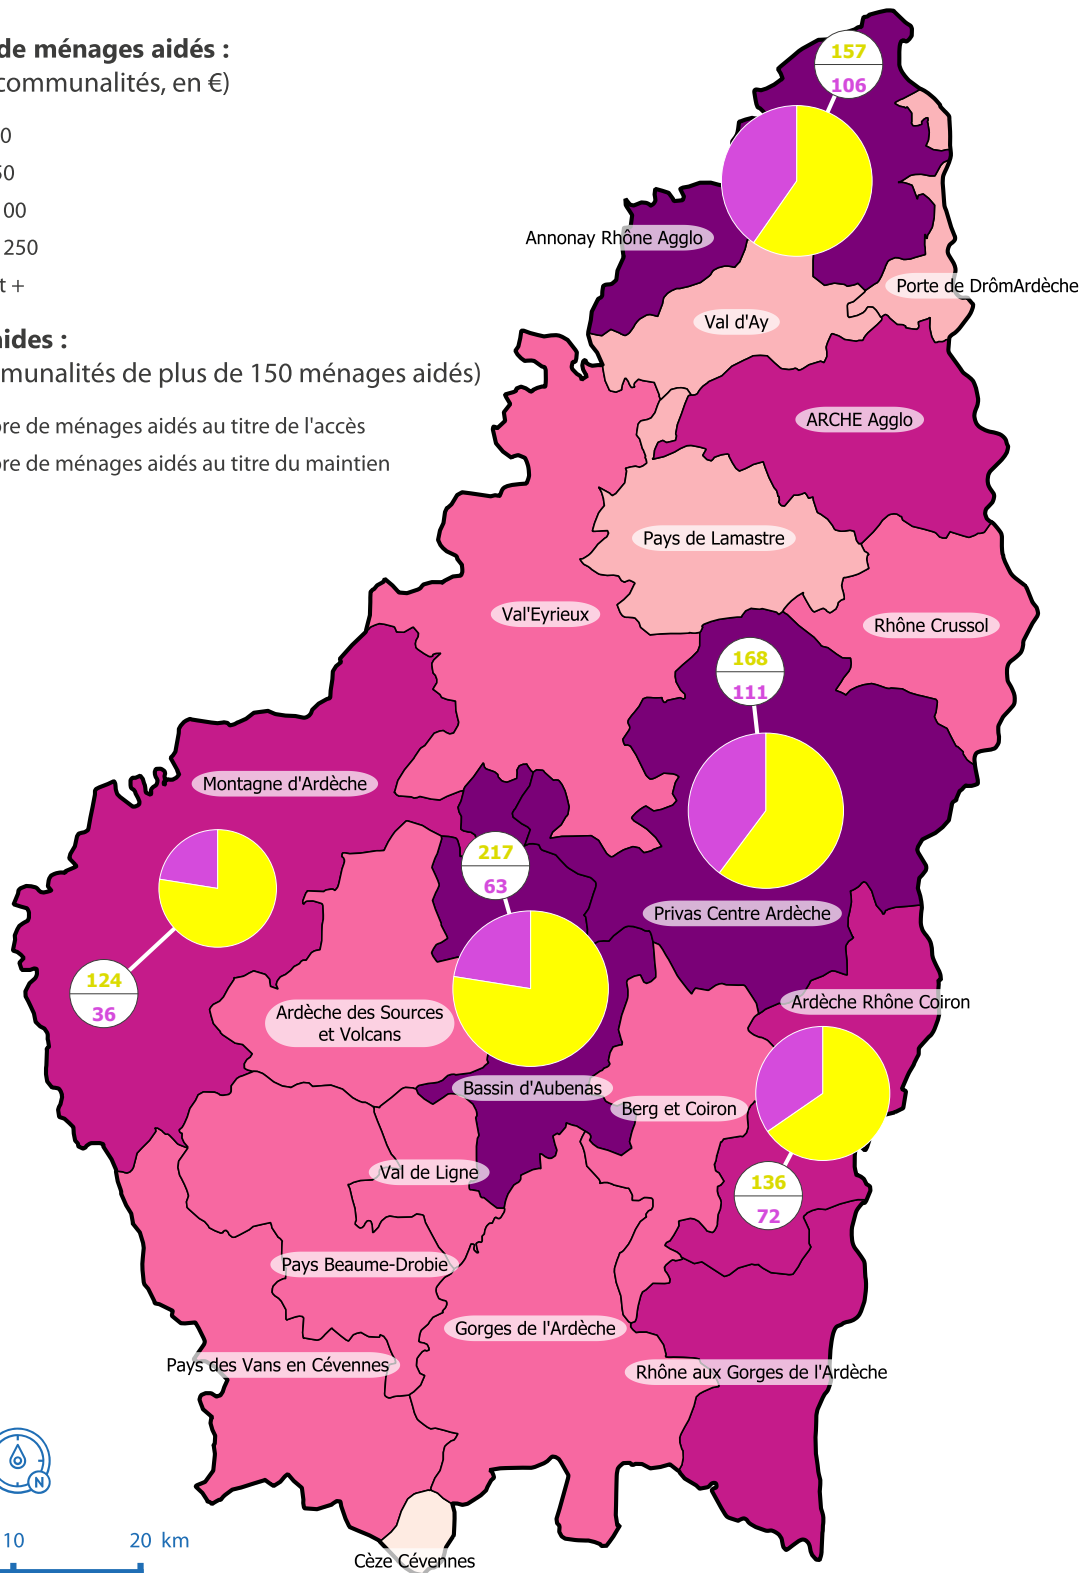 de ménages aidés :
communalités, en €)
0
50
00
250
t +
aides :
munalités de plus de 150 ménages aidés)
bre de ménages aidés au titre de l'accès
bre de ménages aidés au titre du maintien
157
106
Annonay Rhône Agglo
Porte de DrômArdèche
Val d'Ay
ARCHE Agglo
Pays de Lamastre
Val'Eyrieux
Rhône Crussol
168
111
Montagne d'Ardèche
217
63
Privas Centre Ardèche
124
36
Ardèche des Sources
et Volcans
Ardèche Rhône Coiron
Bassin d'Aubenas
Berg et Coiron
Val de Ligne
136
72
Pays Beaume-Drobie
Gorges de l'Ardèche
Pays des Vans en Cévennes
Rhône aux Gorges de l'Ardèche
N
10 20 km
Cèze Cévennes